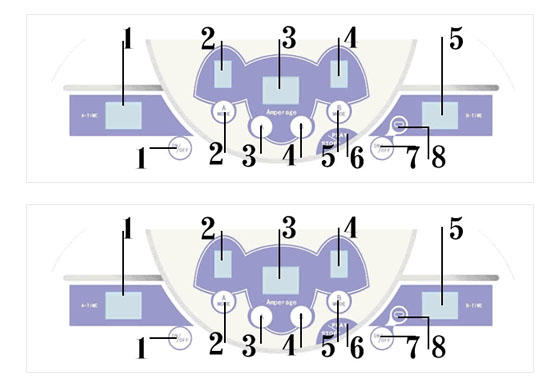 1 2 3 4 5
A-TIME A MODE Amperage B MODE B-TIME
ON/OFF PLAY STOP ON/OFF
1 2 3 4 5 6 7 8
1 2 3 4 5
A-TIME MODE Amperage B MODE B-TIME
ON/OFF PLAY STOP ON/OFF
1 2 3 4 5 6 7 8